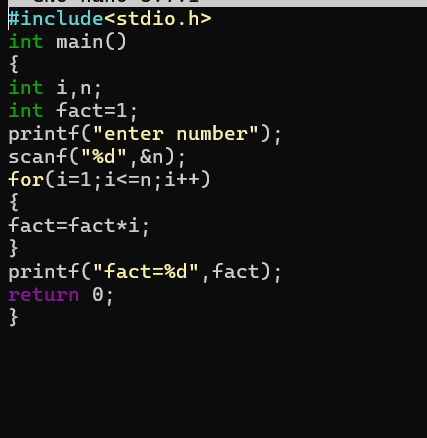 #include<stdio.h>
int main()
{
int i,n;
int fact=1;
printf("enter number");
scanf("%d",&n);
for(i=1;i<=n;i++)
{
fact=fact*i;
}
printf("fact=%d",fact);
return 0;
}